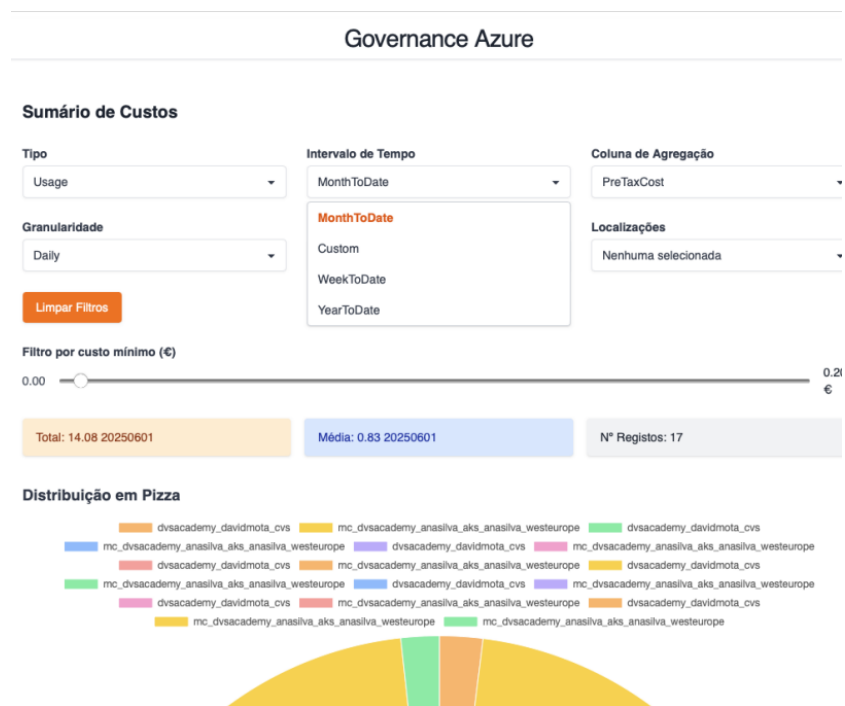 Governance Azure
Sumário de Custos
Tipo Intervalo de Tempo Coluna de Agregação
Usage MonthToDate PreTaxCost
MonthToDate
Granularidade Localizações
Daily Custom Nenhuma selecionada
WeekToDate
Limpar Filtros YearToDate
Filtro por custo mínimo (€)
0.00 0.20
€
Total: 14.08 20250601 Média: 0.83 20250601 Nº Registos: 17
Distribuição em Pizza
dvsacademy_davidmota_cvs mc_dvsacademy_anasilva_aks_anasilva_westeurope dvsacademy_davidmota_cvs
mc_dvsacademy_anasilva_aks_anasilva_westeurope dvsacademy_davidmota_cvs mc_dvsacademy_anasilva_aks_anasilva_westeurope
dvsacademy_davidmota_cvs mc_dvsacademy_anasilva_aks_anasilva_westeurope dvsacademy_davidmota_cvs
mc_dvsacademy_anasilva_aks_anasilva_westeurope dvsacademy_davidmota_cvs mc_dvsacademy_anasilva_aks_anasilva_westeurope
dvsacademy_davidmota_cvs mc_dvsacademy_anasilva_aks_anasilva_westeurope dvsacademy_davidmota_cvs
mc_dvsacademy_anasilva_aks_anasilva_westeurope mc_dvsacademy_anasilva_aks_anasilva_westeurope